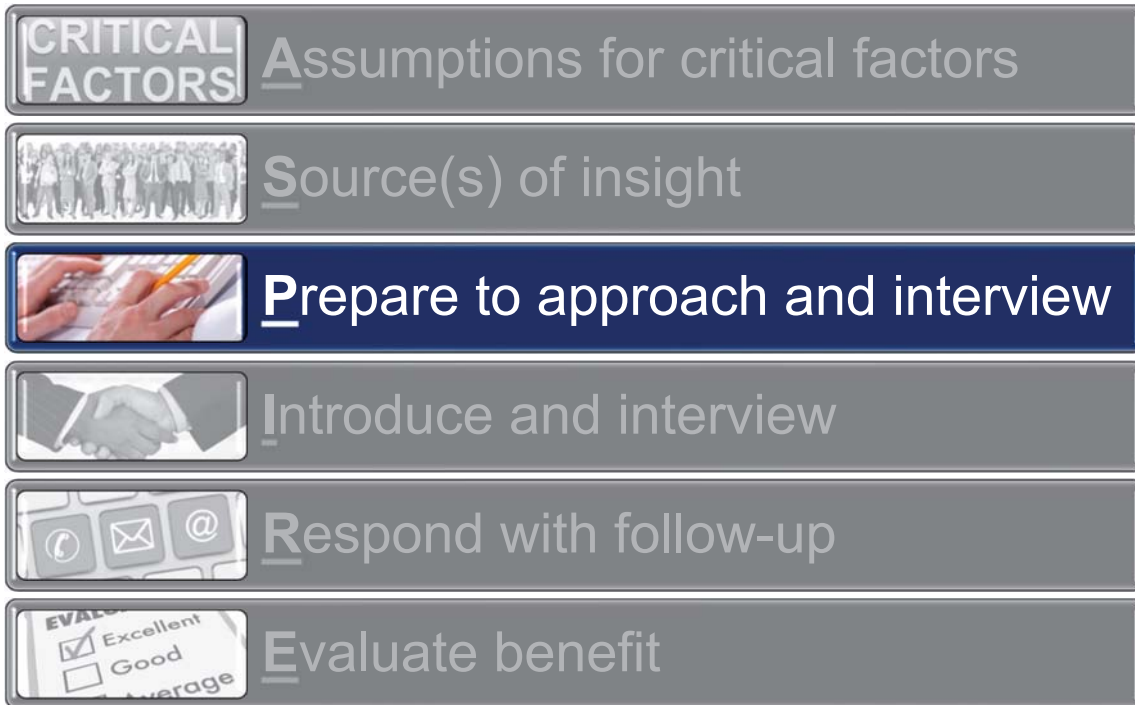 CRITICAL
FACTORS
Assumptions for critical factors
Source(s) of insight
Prepare to approach and interview
Introduce and interview
@
Respond with follow-up
Excellent
Good
Evaluate benefit